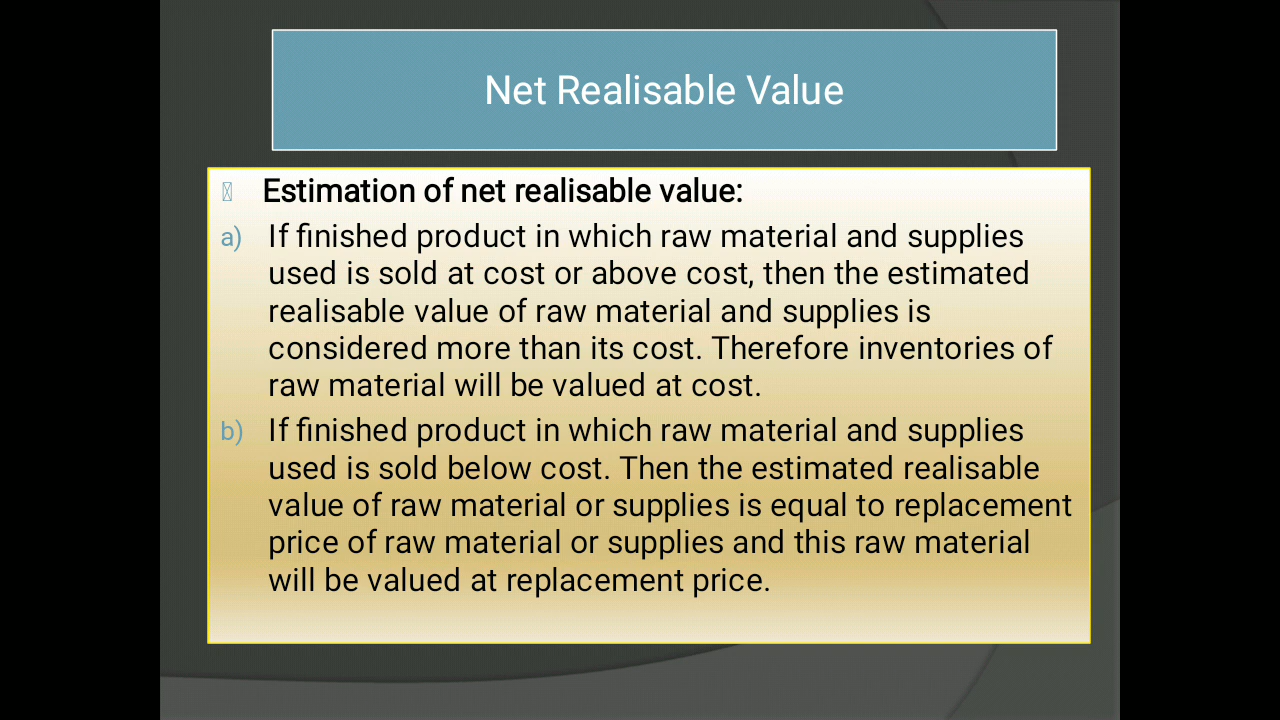 Net Realisable Value
Estimation of net realisable value:
a) If finished product in which raw material and supplies
used is sold at cost or above cost, then the estimated
realisable value of raw material and supplies is
considered more than its cost. Therefore inventories of
raw material will be valued at cost.
b) If finished product in which raw material and supplies
used is sold below cost. Then the estimated realisable
value of raw material or supplies is equal to replacement
price of raw material or supplies and this raw material
will be valued at replacement price.